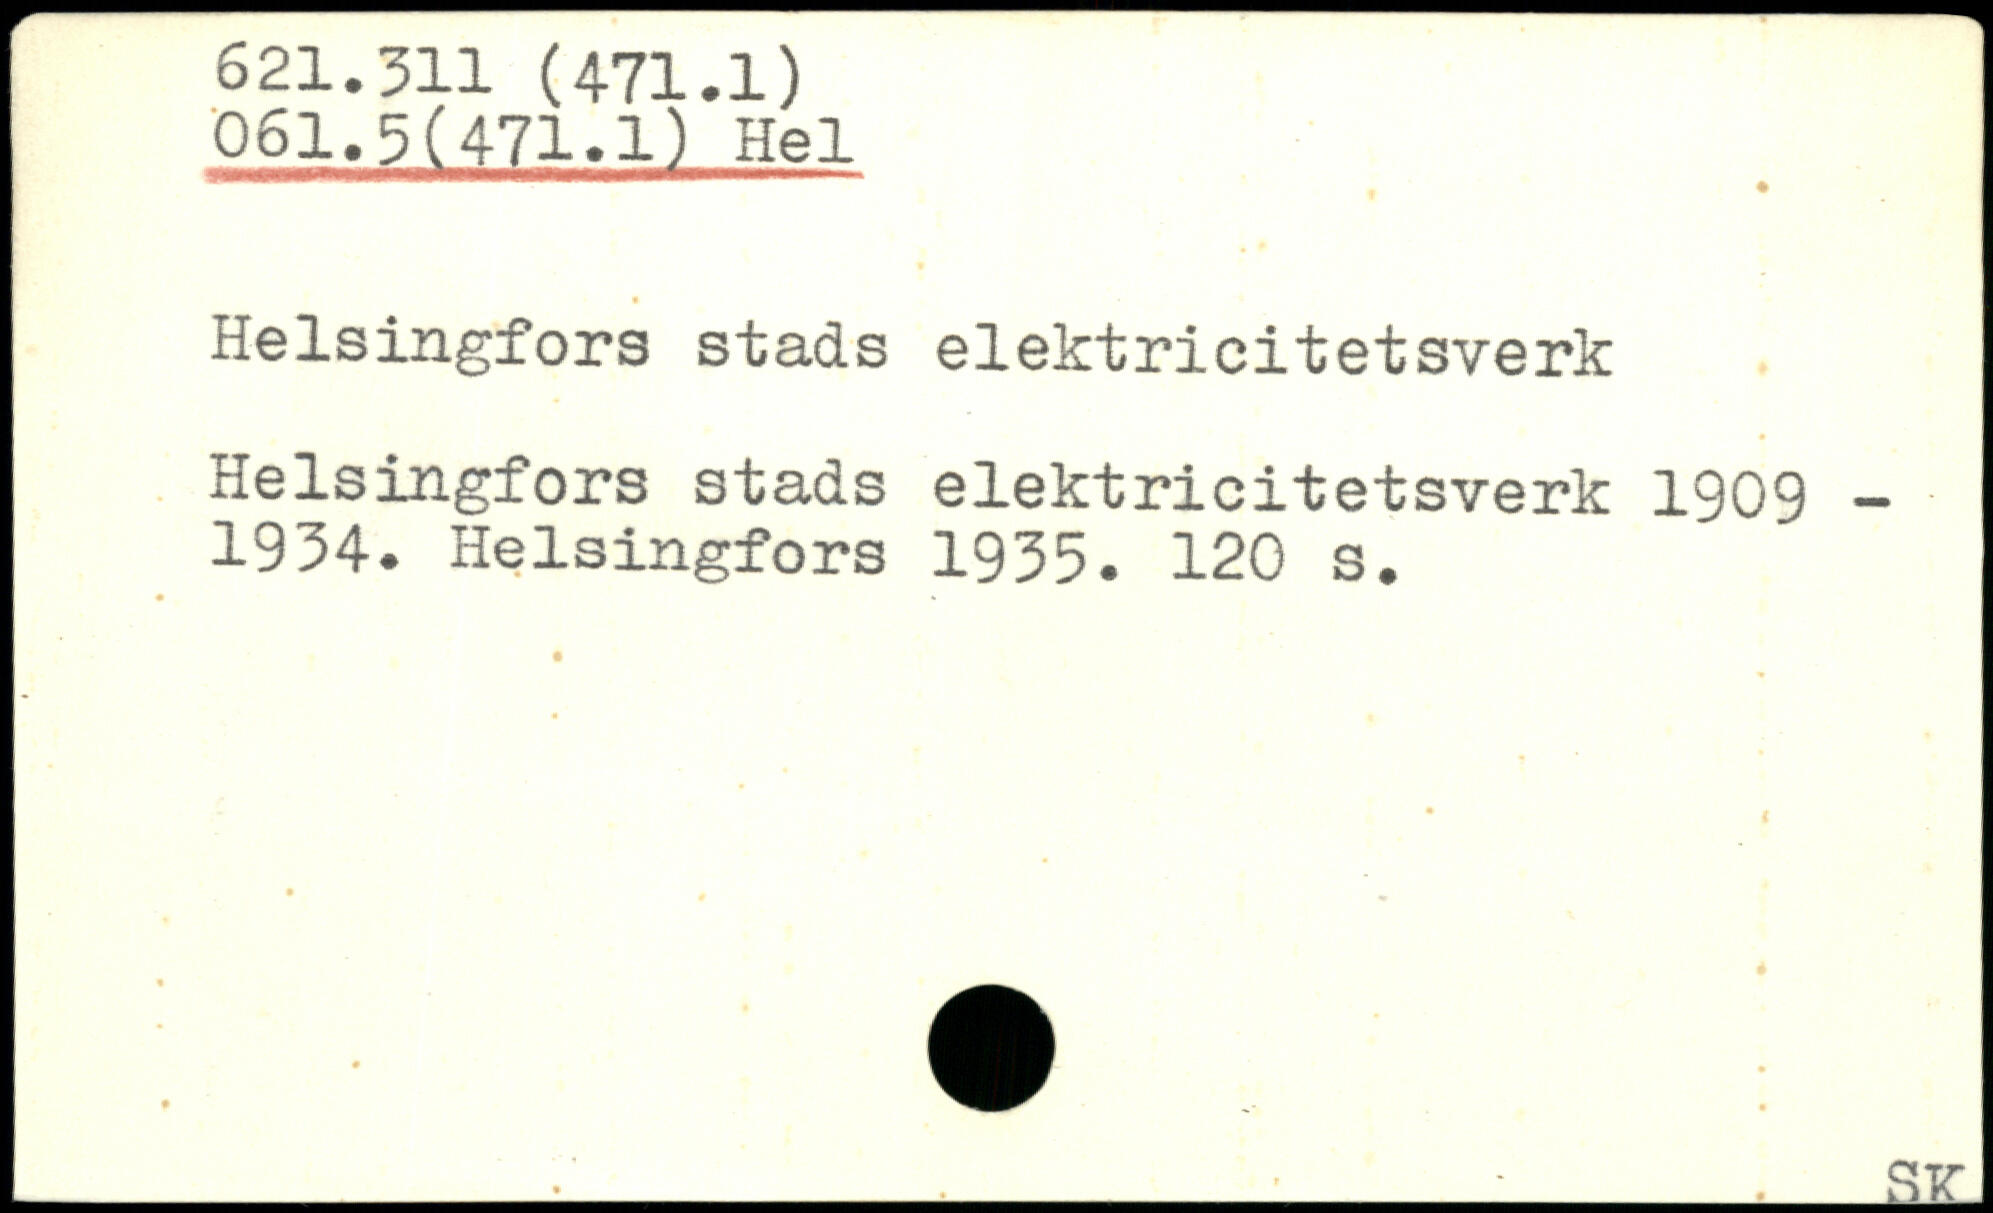 621.311 (471.1)
061.5(471.1) Hel
Helsingfors stads elektricitetsverk
Helsingfors stads elektricitetsverk 1909 -
1934. Helsingfors 1935. 120 s.
SK